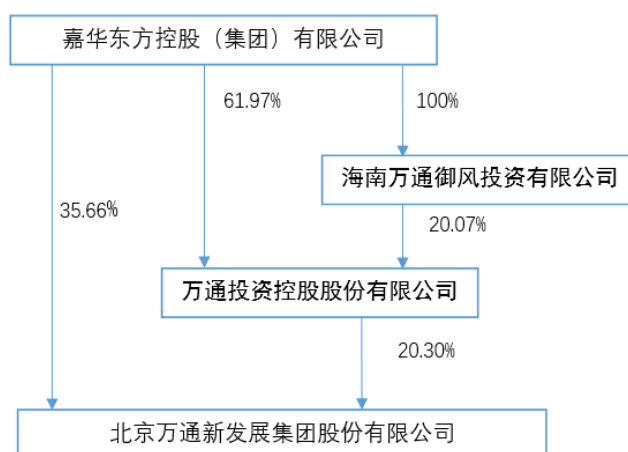 嘉华东方控股（集团）有限公司
61.97%
100%
海南万通御风投资有限公司
35.66%
20.07%
万通投资控股股份有限公司
20.30%
北京万通新发展集团股份有限公司